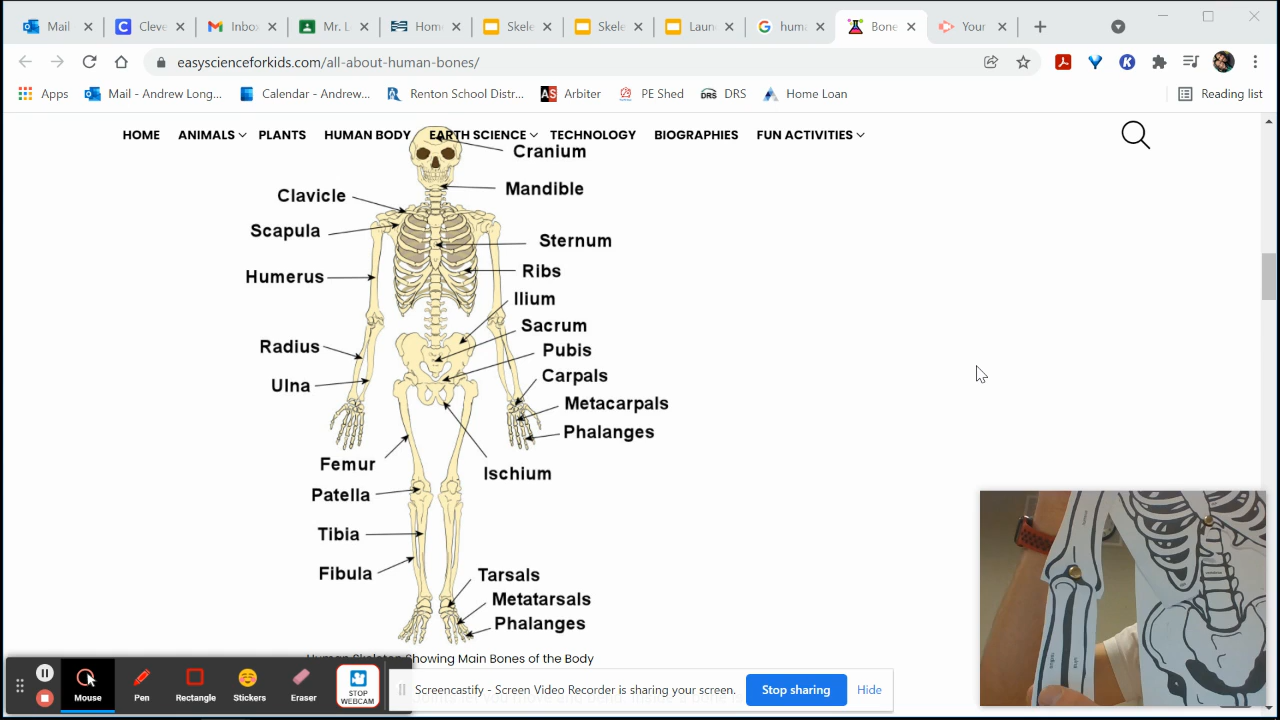 Mail
Cleve
Inbo
Mr. L
Home
Skele
Skele
Laun
hum
Bone
Your
easyscienceforkids.com/all-about-human-bones/
Apps
Mail - Andrew Long...
Calendar - Andrew...
Renton School Distr...
Arbiter
PE Shed
DRS
DRS
Home Loan
Reading list
HOME
ANIMALS
PLANTS
HUMAN BODY
EARTH SCIENCE
TECHNOLOGY
BIOGRAPHIES
FUN ACTIVITIES
Cranium
Mandible
Clavicle
Scapula
Sternum
Humerus
Ribs
Ilium
Sacrum
Radius
Pubis
Carpals
Ulna
Metacarpals
Phalanges
Femur
Ischium
Patella
Tibia
Fibula
Tarsals
Metatarsals
Phalanges
Human Skeleton Showing Main Bones of the Body
Mouse
Pen
Rectangle
Stickers
Eraser
STOP
WEBCAM
Screencastify - Screen Video Recorder is sharing your screen.
Stop sharing
Hide